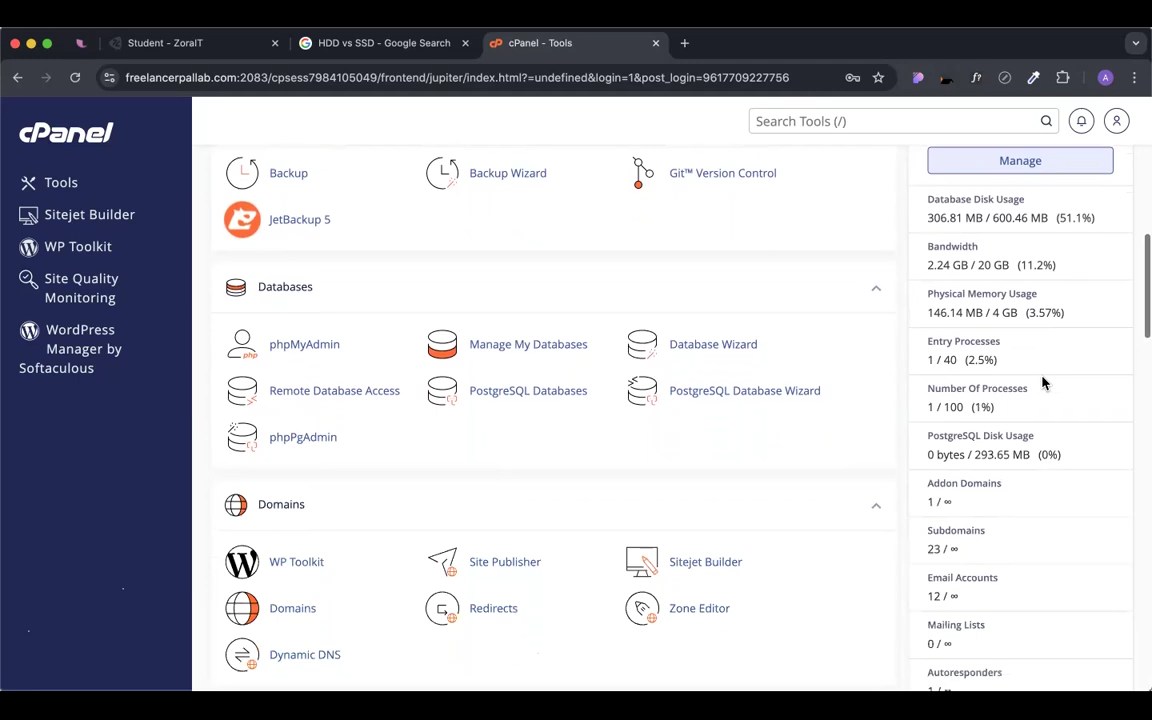 Student - ZoraIT
HDD vs SSD - Google Search
cPanel - Tools
freelancerpallab.com:2083/cpsess7984105049/frontend/jupiter/index.html?=undefined&login=1&post_login=9617709227756
f?
A
cPanel
Search Tools (/)
Tools
Sitejet Builder
WP Toolkit
Site Quality
Monitoring
WordPress
Manager by
Softaculous
Backup
Backup Wizard
Git™ Version Control
JetBackup 5
Databases
phpMyAdmin
Manage My Databases
Database Wizard
Remote Database Access
PostgreSQL Databases
PostgreSQL Database Wizard
phpPgAdmin
Domains
WP Toolkit
Site Publisher
Sitejet Builder
Domains
Redirects
Zone Editor
Dynamic DNS
Manage
Database Disk Usage
306.81 MB / 600.46 MB (51.1%)
Bandwidth
2.24 GB / 20 GB (11.2%)
Physical Memory Usage
146.14 MB / 4 GB (3.57%)
Entry Processes
1 / 40 (2.5%)
Number Of Processes
1 / 100 (1%)
PostgreSQL Disk Usage
0 bytes / 293.65 MB (0%)
Addon Domains
1 / ∞
Subdomains
23 / ∞
Email Accounts
12 / ∞
Mailing Lists
0 / ∞
Autoresponders
1 / ∞